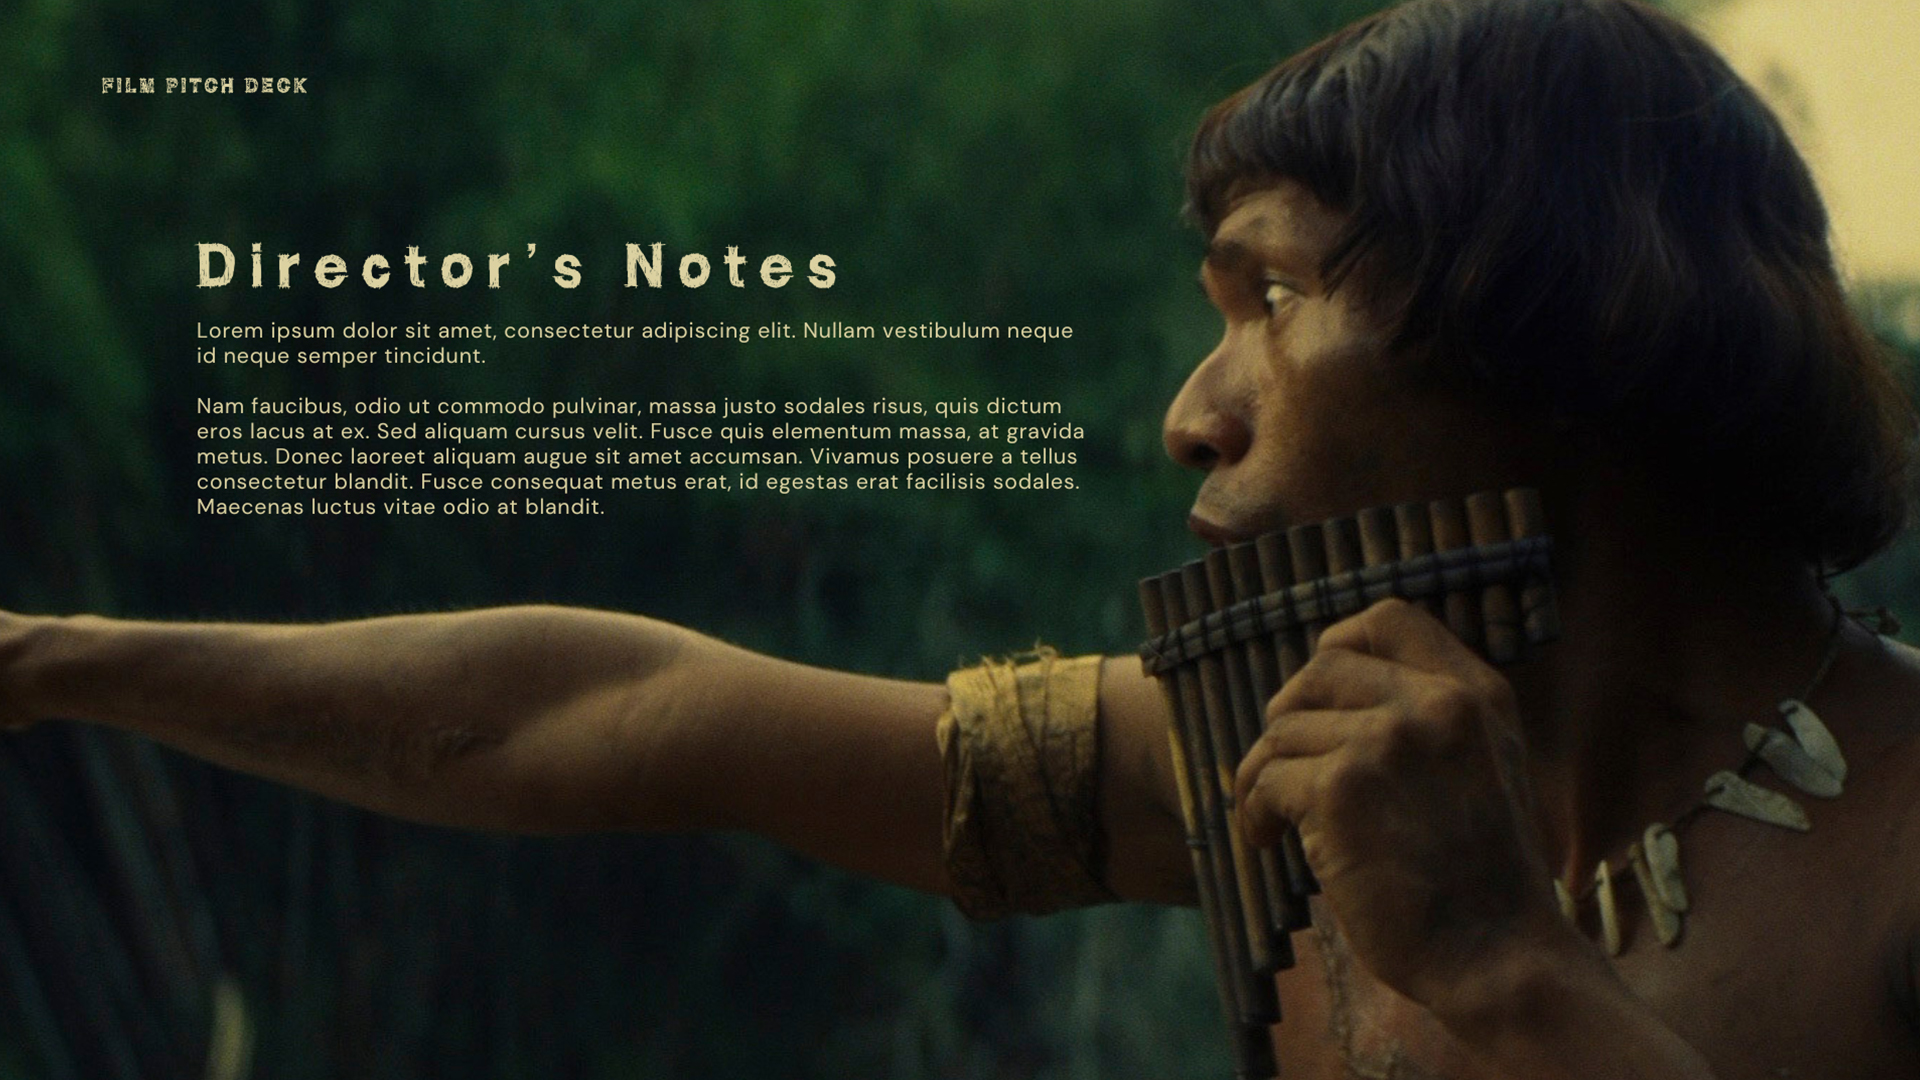 FILM PITCH DECK
Director’s Notes
Lorem ipsum dolor sit amet, consectetur adipiscing elit. Nullam vestibulum neque
id neque semper tincidunt.
Nam faucibus, odio ut commodo pulvinar, massa justo sodales risus, quis dictum
eros lacus at ex. Sed aliquam cursus velit. Fusce quis elementum massa, at gravida
metus. Donec laoreet aliquam augue sit amet accumsan. Vivamus posuere a tellus
consectetur blandit. Fusce consequat metus erat, id egestas erat facilisis sodales.
Maecenas luctus vitae odio at blandit.